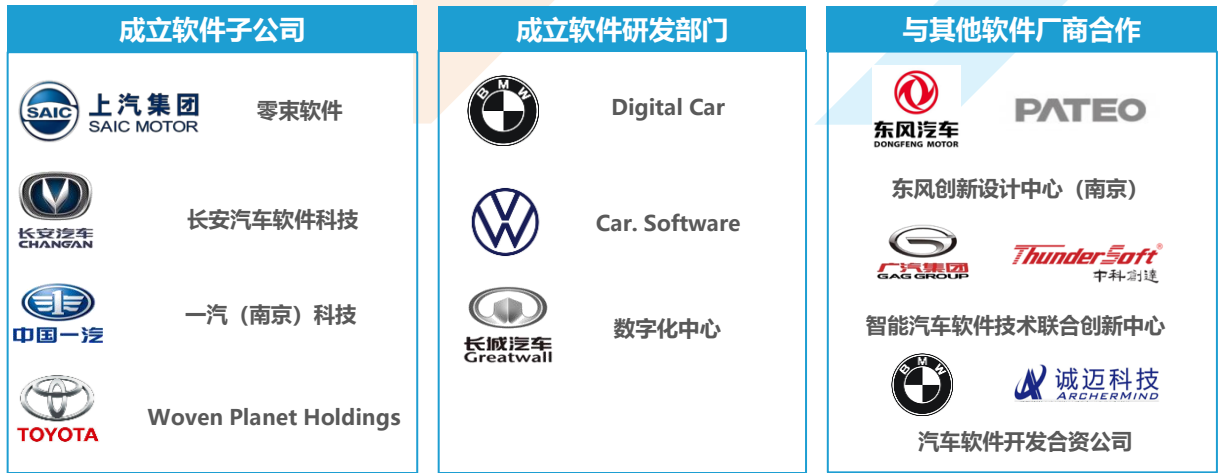 成立软件子公司
SAIC
上汽集团
SAIC MOTOR
零束软件
长安汽车
CHANGAN
长安汽车软件科技
中国一汽
一汽（南京）科技
TOYOTA
Woven Planet Holdings
成立软件研发部门
BMW
Digital Car
Car. Software
长城汽车
Greatwall
数字化中心
与其他软件厂商合作
东风汽车
DONGFENG MOTOR
PATEO
东风创新设计中心（南京）
广汽集团
GAG GROUP
ThunderSoft®
中科创达
智能汽车软件技术联合创新中心
BMW
诚迈科技
ARCHERMIND
汽车软件开发合资公司